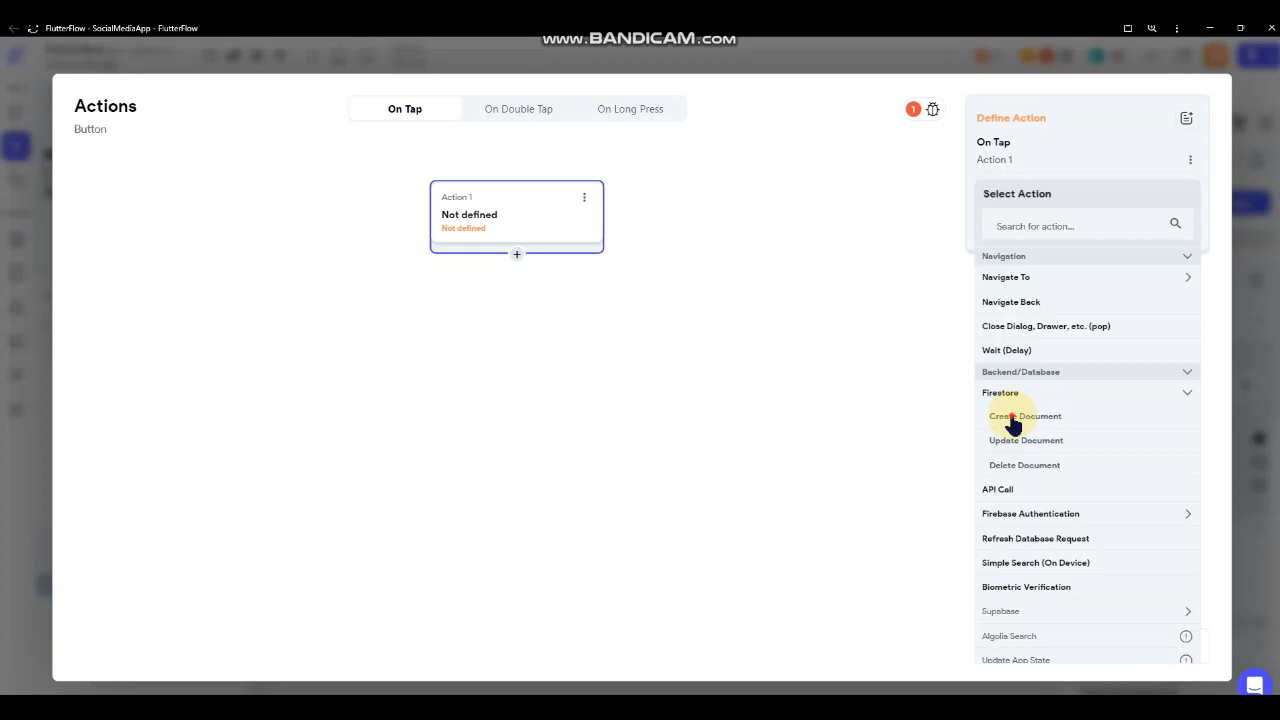 FlutterFlow - SocialMediaApp - FlutterFlow
www.BANDICAM.com
Actions
Button
On Tap
On Double Tap
On Long Press
1
Define Action
On Tap
Action 1
Select Action
Search for action...
Action 1
Not defined
Not defined
Navigation
Navigate To
Navigate Back
Close Dialog, Drawer, etc. (pop)
Wait (Delay)
Backend/Database
Firestore
Create Document
Update Document
Delete Document
API Call
Firebase Authentication
Refresh Database Request
Simple Search (On Device)
Biometric Verification
Supabase
Algolia Search
Update App State